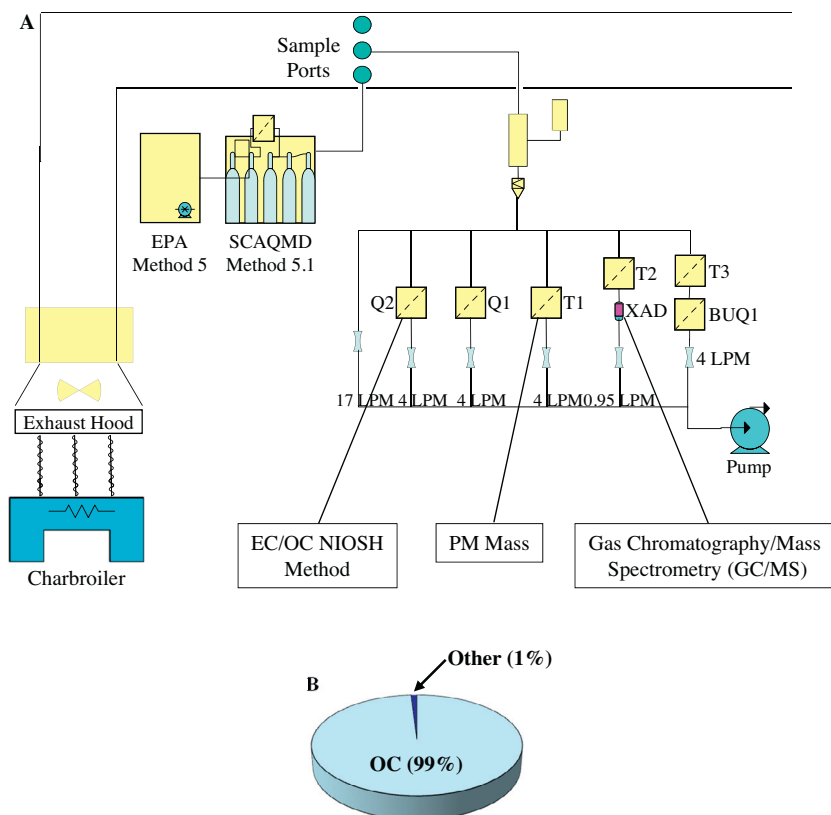 A
Sample
Ports
EPA
Method 5
SCAQMD
Method 5.1
Q2
Q1
T1
T2
T3
XAD
BUQ1
4 LPM
17 LPM 4 LPM 4 LPM 4 LPM 0.95 LPM
Exhaust Hood
Pump
EC/OC NIOSH
Method
PM Mass
Gas Chromatography/Mass
Spectrometry (GC/MS)
Charbroiler
Other (1%)
B
OC (99%)